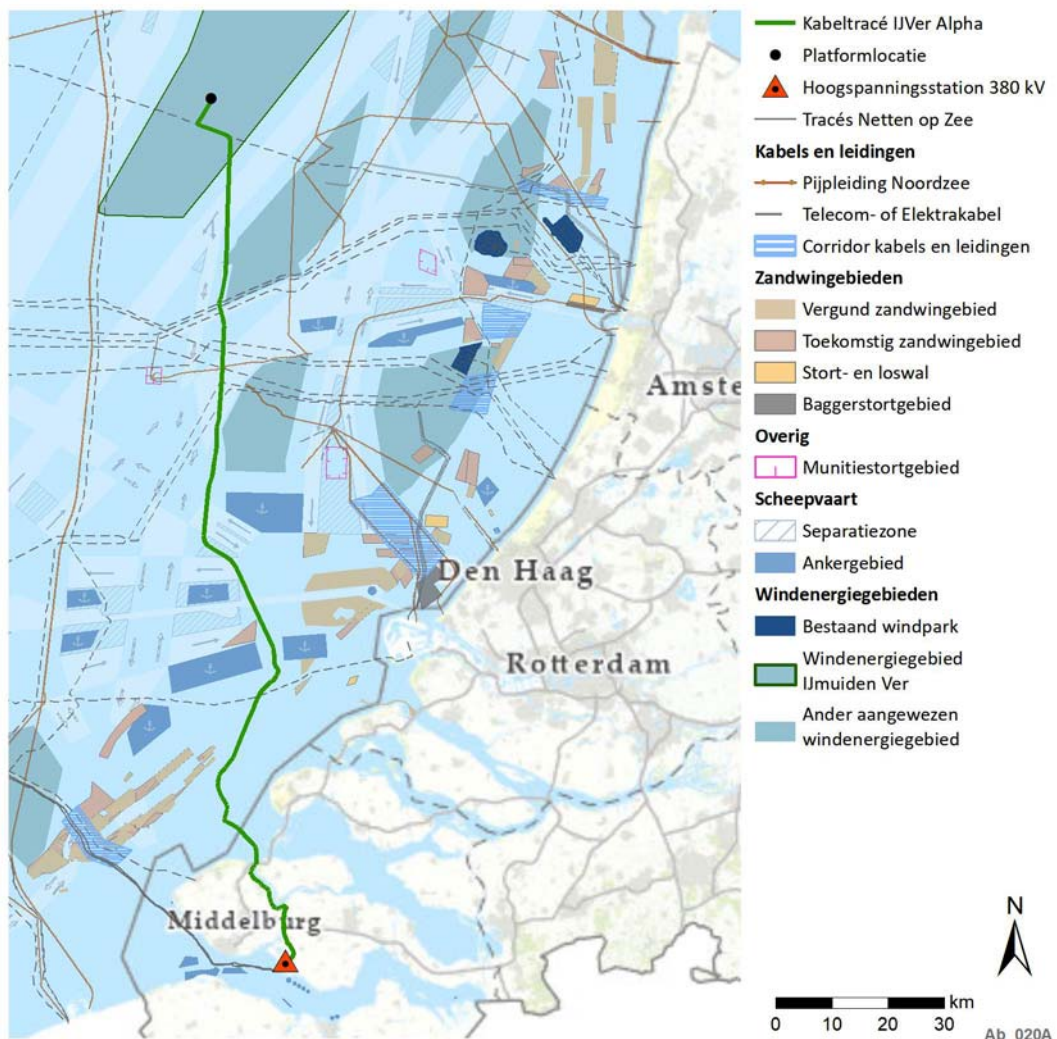 Kabeltracé IJVer Alpha
Platformlocatie
Hoogspanningsstation 380 kV
Tracés Netten op Zee
Kabels en leidingen
Pijpleiding Noordzee
Telecom- of Elektrakabel
Corridor kabels en leidingen
Zandwingebieden
Vergund zandwingebied
Toekomstig zandwingebied
Stort- en loswal
Baggerstortgebied
Overig
Munitiestortgebied
Scheepvaart
Separatiezone
Ankergebied
Windenergiegebieden
Bestaand windpark
Windenergiegebied
IJmuiden Ver
Ander aangewezen
windenergiegebied
Amste
Den Haag
Rotterdam
Middelburg
N
km
0 10 20 30
Ab_020A